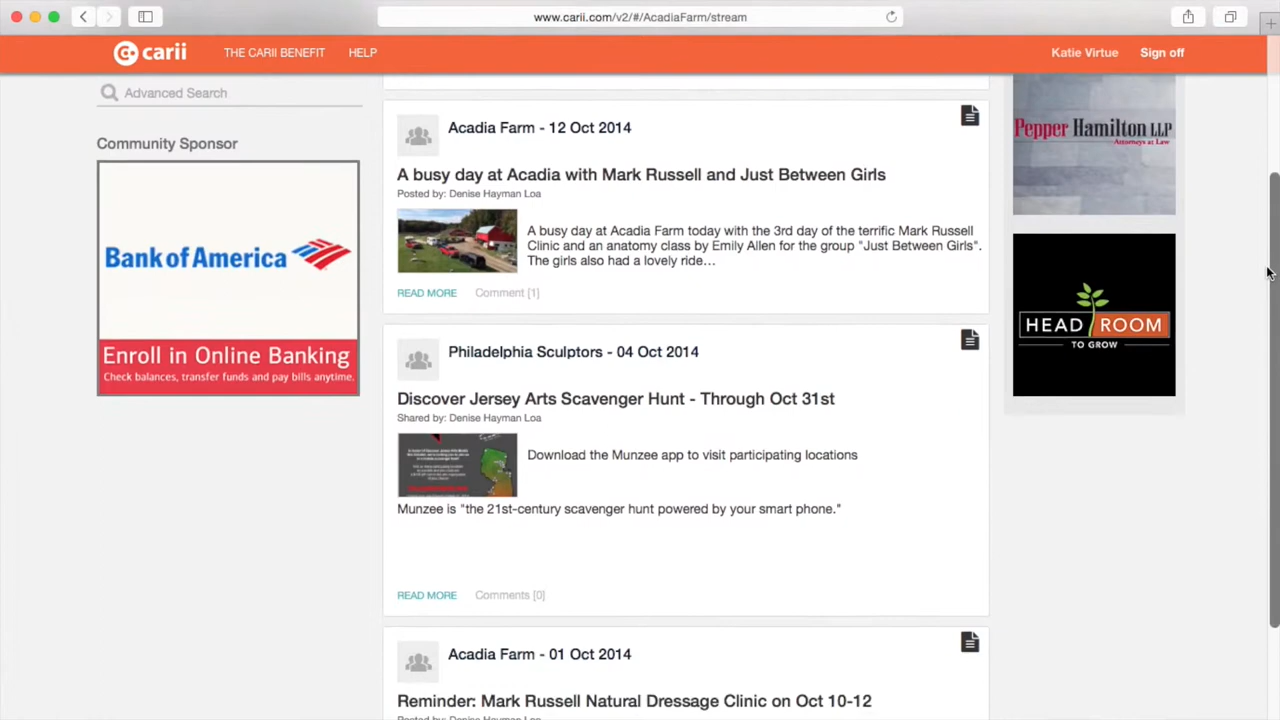 www.carii.com/v2/#/AcadiaFarm/stream
carii
THE CARII BENEFIT
HELP
Katie Virtue
Sign off
Advanced Search
Community Sponsor
Bank of America
Enroll in Online Banking
Check balances, transfer funds and pay bills anytime.
Acadia Farm - 12 Oct 2014
A busy day at Acadia with Mark Russell and Just Between Girls
Posted by: Denise Hayman Loa
A busy day at Acadia Farm today with the 3rd day of the terrific Mark Russell
Clinic and an anatomy class by Emily Allen for the group "Just Between Girls".
The girls also had a lovely ride…
READ MORE
Comment [1]
Philadelphia Sculptors - 04 Oct 2014
Discover Jersey Arts Scavenger Hunt - Through Oct 31st
Shared by: Denise Hayman Loa
Download the Munzee app to visit participating locations
Munzee is "the 21st-century scavenger hunt powered by your smart phone."
READ MORE
Comments [0]
Acadia Farm - 01 Oct 2014
Reminder: Mark Russell Natural Dressage Clinic on Oct 10-12
Posted by: Denise Hayman Loa
Pepper Hamilton LLP
Attorneys at Law
HEAD ROOM
TO GROW